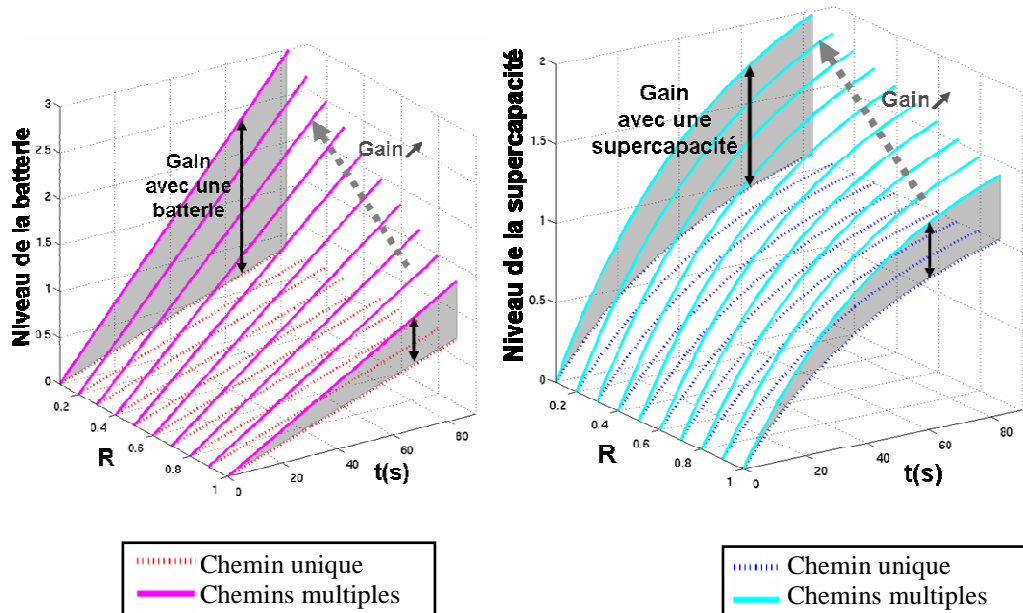 Niveau de la batterie
3
2.5
2
1.5
1
0.5
0
Gain
avec une
batterie
Gain
0.2
0.4
0.6
0.8
1
R
0
20
40
60
80
t(s)
Chemin unique
Chemins multiples
Niveau de la supercapacité
2
1.5
1
0.5
0
Gain
avec une
supercapacité
Gain
0.2
0.4
0.6
0.8
1
R
0
20
40
60
80
t(s)
Chemin unique
Chemins multiples